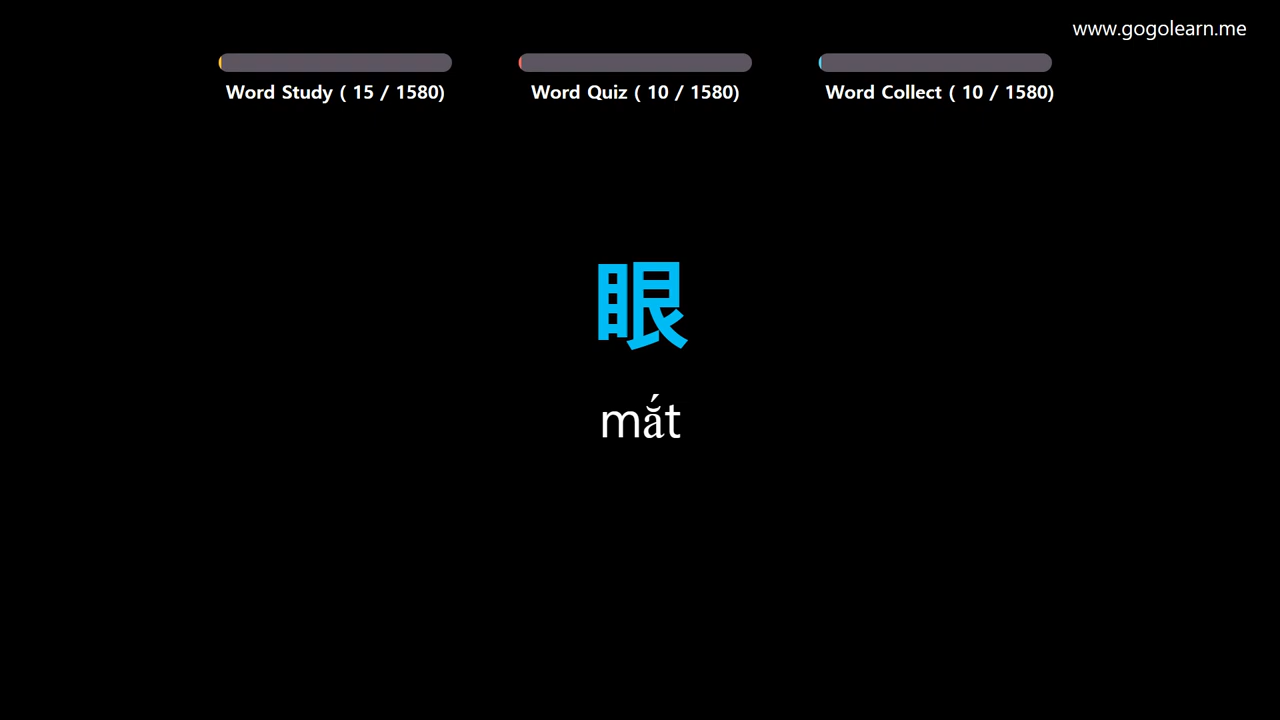 www.gogolearn.me
Word Study ( 15 / 1580)
Word Quiz ( 10 / 1580)
Word Collect ( 10 / 1580)
眼
mắt